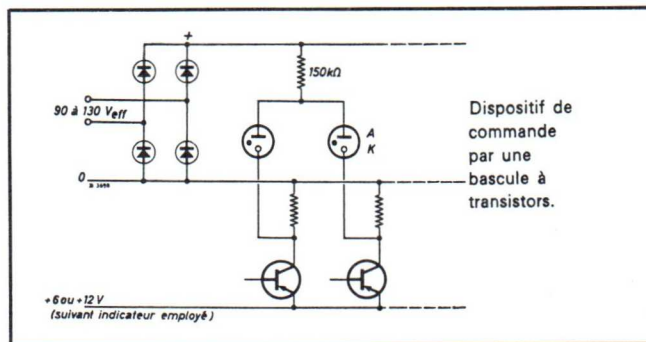 +
150kΩ
90 à 130 Veff
A
K
0
+6 ou +12 V
(suivant indicateur employé)
Dispositif de
commande
par une
bascule à
transistors.